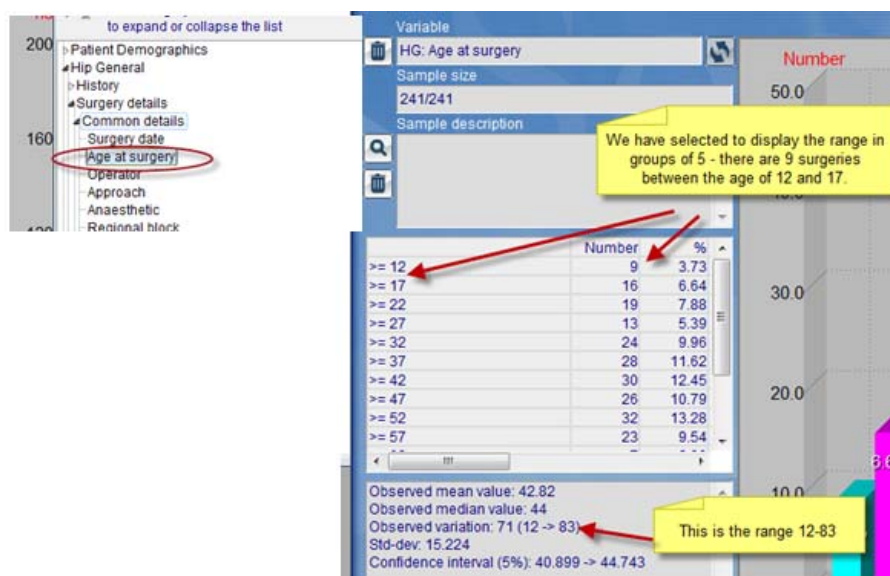 to expand or collapse the list
200
Patient Demographics
Hip General
History
Surgery details
Common details
Surgery date
160
Age at surgery
Operator
Approach
Anaesthetic
Regional block
Variable
HG: Age at surgery
Sample size
241/241
Sample description
We have selected to display the range in
groups of 5 - there are 9 surgeries
between the age of 12 and 17.
Number %
>= 12 9 3.73
>= 17 16 6.64
>= 22 19 7.88
>= 27 13 5.39
>= 32 24 9.96
>= 37 28 11.62
>= 42 30 12.45
>= 47 26 10.79
>= 52 32 13.28
>= 57 23 9.54
Observed mean value: 42.82
Observed median value: 44
Observed variation: 71 (12 -> 83)
Std-dev: 15.224
Confidence interval (5%): 40.899 -> 44.743
This is the range 12-83
Number
50.0
30.0
20.0
10.0